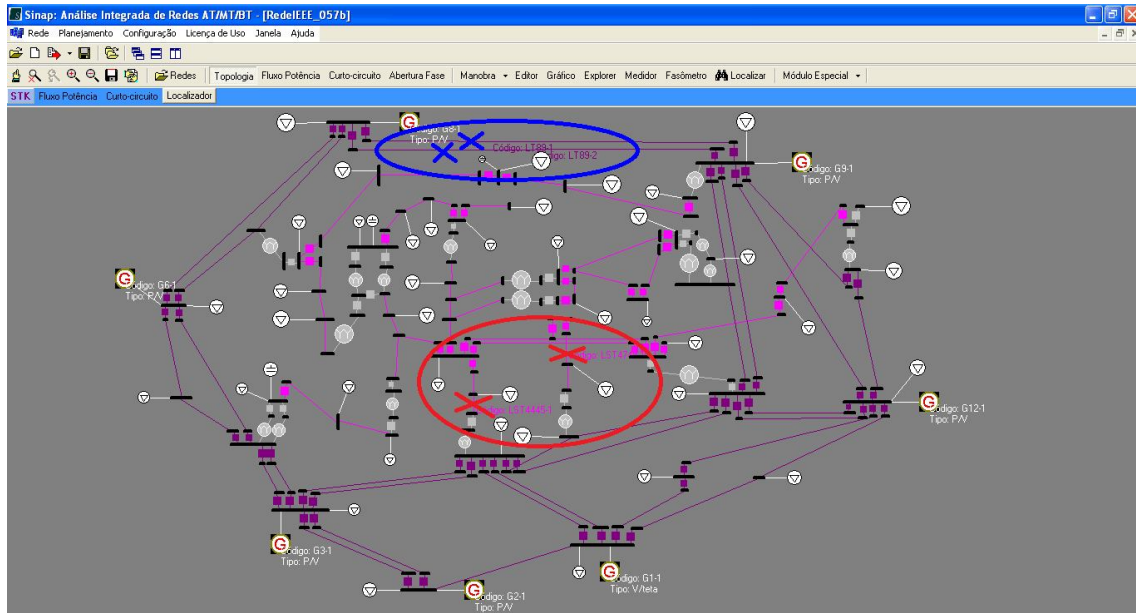 Sinap: Análise Integrada de Redes AT/MT/BT - [RedeIEEE_057b]
Rede Planejamento Configuração Licença de Uso Janela Ajuda
Redes Topologia Fluxo Potência Curto-circuito Abertura Fase Manobra Editor Gráfico Explorer Medidor Fasômetro Localizar Módulo Especial
STK Fluxo Potência Curto-circuito Localizador
G Código: G8-1
Tipo: P/V
Código: LT89-1
digo: LT89-2
G Código: G9-1
Tipo: P/V
G Código: G6-1
Tipo: P/V
digo: LST47
digo: LST4445-1
G Código: G12-1
Tipo: P/V
G Código: G3-1
Tipo: P/V
G Código: G1-1
Tipo: V/teta
G Código: G2-1
Tipo: P/V